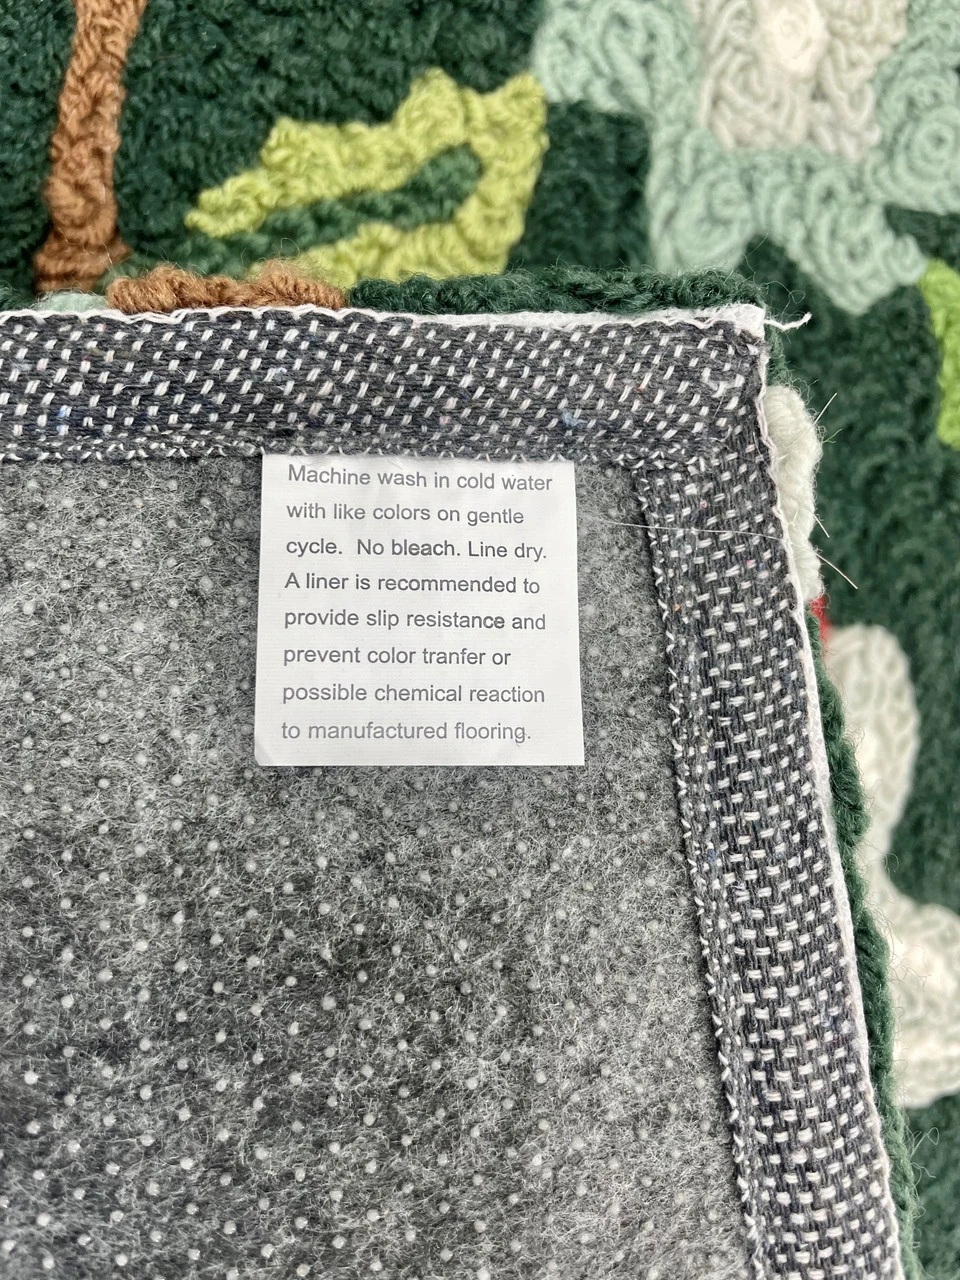 Machine wash in cold water
with like colors on gentle
cycle.  No bleach. Line dry.
A liner is recommended to
provide slip resistance and
prevent color tranfer or
possible chemical reaction
to manufactured flooring.